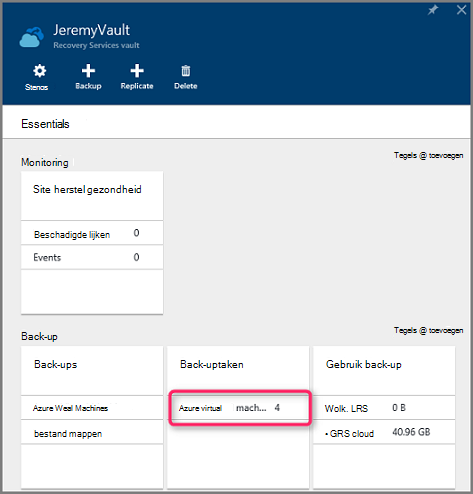 JeremyVault
Recovery Services vault
Stenos Backup Replicate Delete
Essentials
Monitoring
Tegels @ toevoegen
Site herstel gezondheid
Beschadigde lijken 0
Events 0
Tegels @ toevoegen
Back-up
Back-ups
Azure Weal Machines
bestand mappen
Back-uptaken
Azure virtual mach... 4
Gebruik back-up
Wolk. LRS 0 B
• GRS cloud 40.96 GB